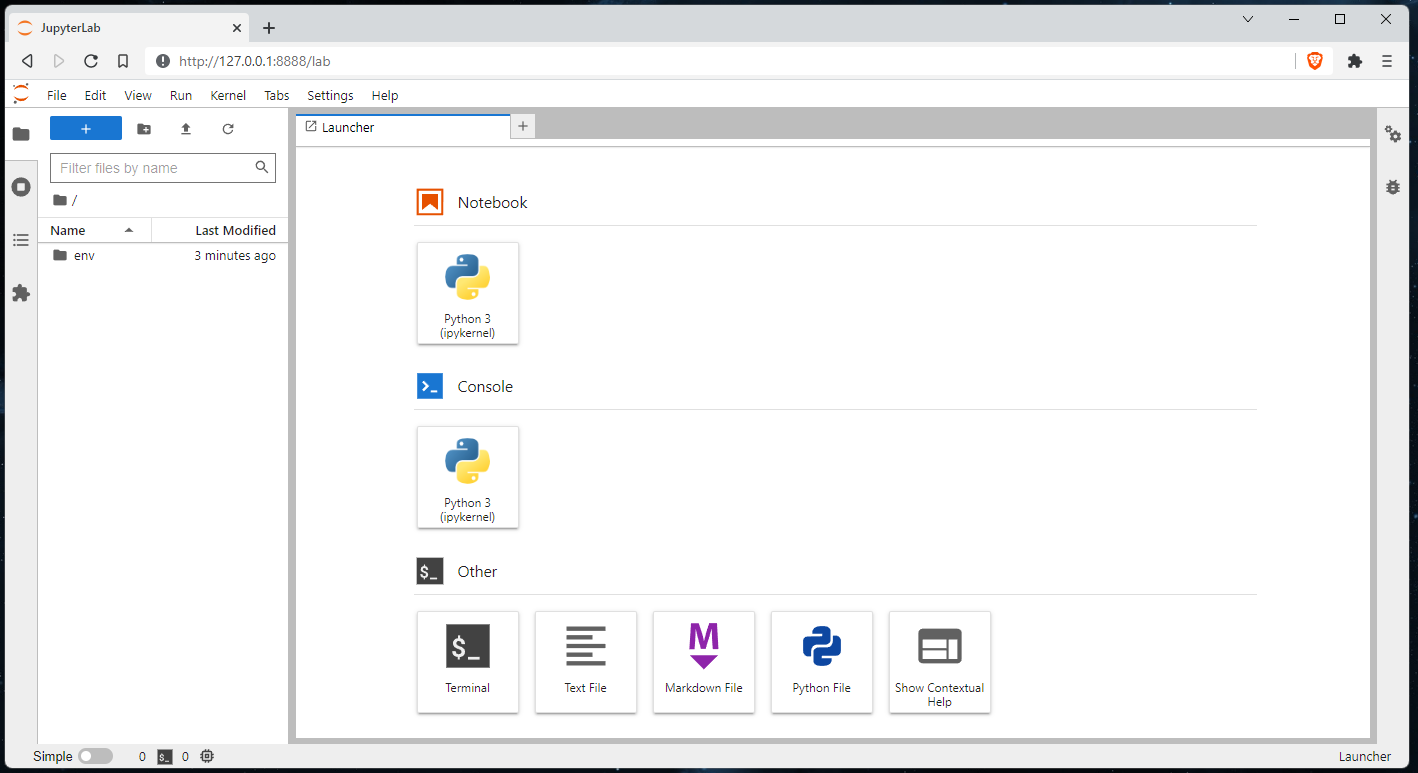 JupyterLab
http://127.0.0.1:8888/lab
File Edit View Run Kernel Tabs Settings Help
Filter files by name
/
Name Last Modified
env 3 minutes ago
Launcher
Notebook
Python 3
(ipykernel)
Console
Python 3
(ipykernel)
$_ Other
$_
Terminal
Text File
M
Markdown File
Python File
Show Contextual
Help
Simple 0 $_ 0
Launcher